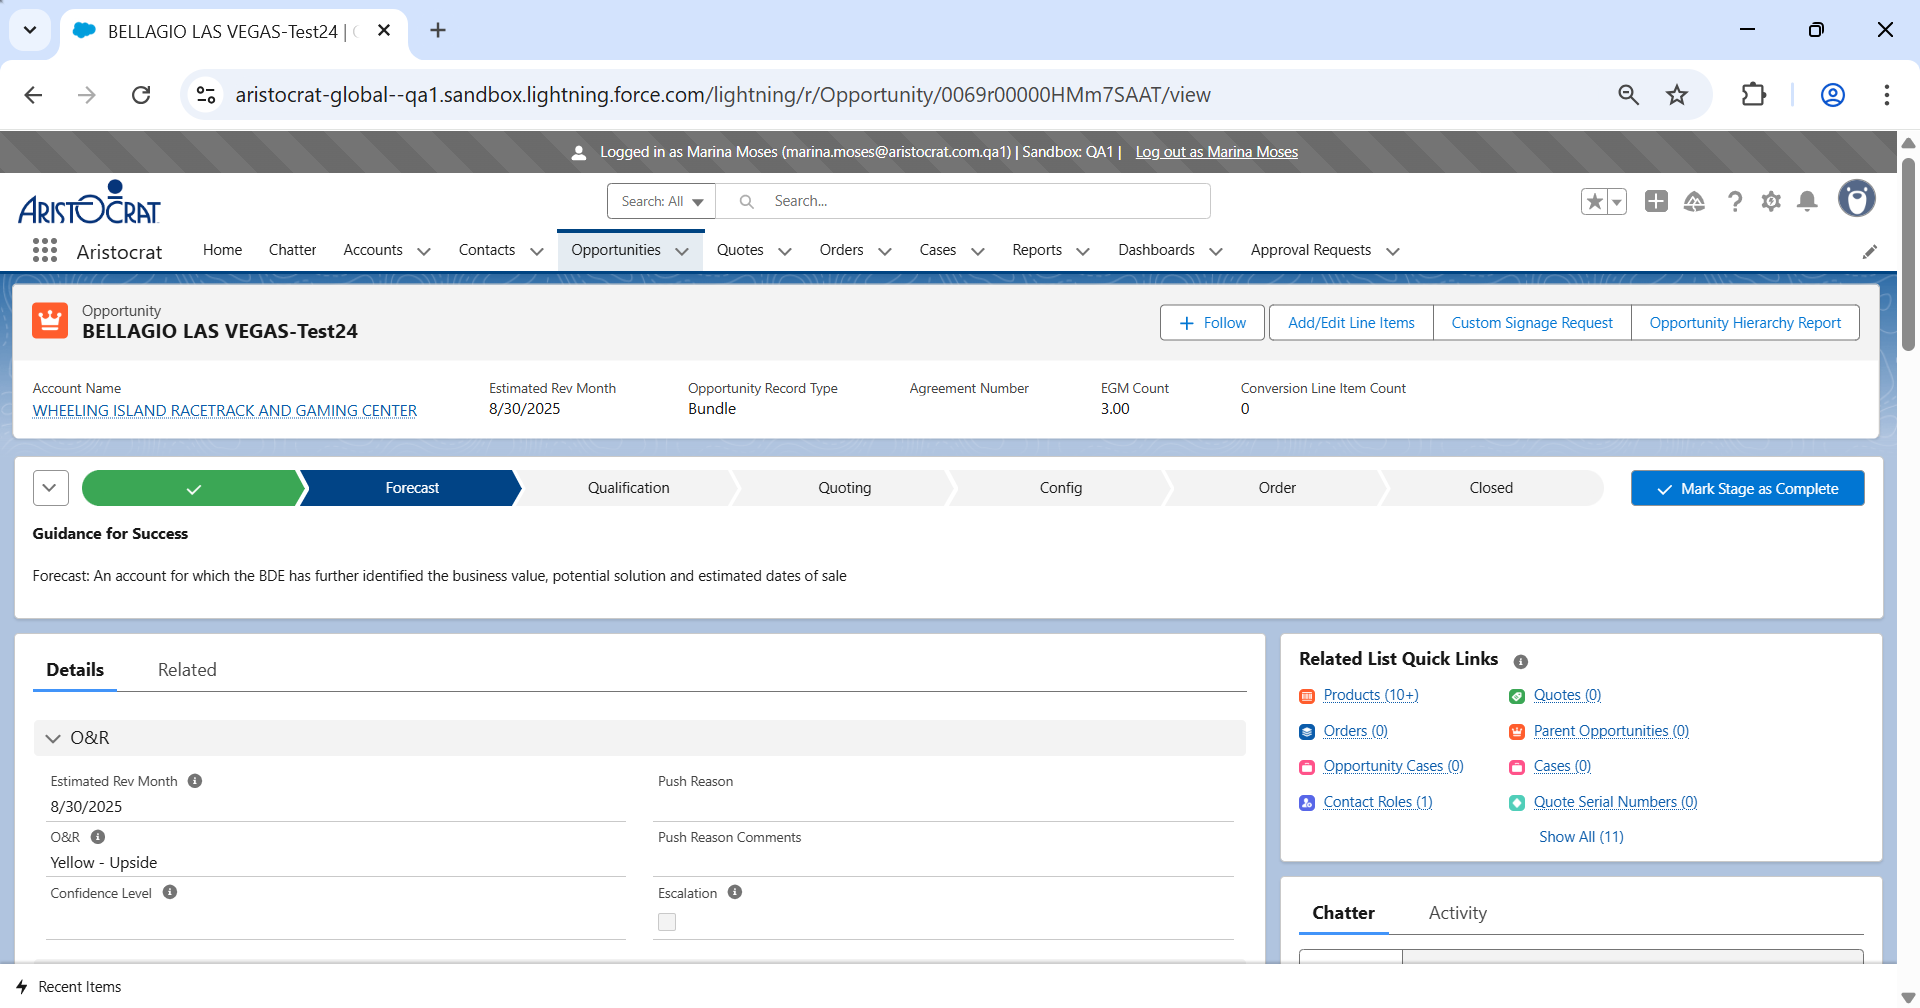 BELLAGIO LAS VEGAS-Test24 |
aristocrat-global--qa1.sandbox.lightning.force.com/lightning/r/Opportunity/0069r00000HMm7SAAT/view
Logged in as Marina Moses (marina.moses@aristocrat.com.qa1) | Sandbox: QA1 | Log out as Marina Moses
ARISTOCRAT
Search: All
Search...
Aristocrat
Home
Chatter
Accounts
Contacts
Opportunities
Quotes
Orders
Cases
Reports
Dashboards
Approval Requests
Opportunity
BELLAGIO LAS VEGAS-Test24
Follow
Add/Edit Line Items
Custom Signage Request
Opportunity Hierarchy Report
Account Name
WHEELING ISLAND RACETRACK AND GAMING CENTER
Estimated Rev Month
8/30/2025
Opportunity Record Type
Bundle
Agreement Number
EGM Count
3.00
Conversion Line Item Count
0
Forecast
Qualification
Quoting
Config
Order
Closed
Mark Stage as Complete
Guidance for Success
Forecast: An account for which the BDE has further identified the business value, potential solution and estimated dates of sale
Details
Related
O&R
Estimated Rev Month
8/30/2025
Push Reason
O&R
Yellow - Upside
Push Reason Comments
Confidence Level
Escalation
Related List Quick Links
Products (10+)
Quotes (0)
Orders (0)
Parent Opportunities (0)
Opportunity Cases (0)
Cases (0)
Contact Roles (1)
Quote Serial Numbers (0)
Show All (11)
Chatter
Activity
Recent Items